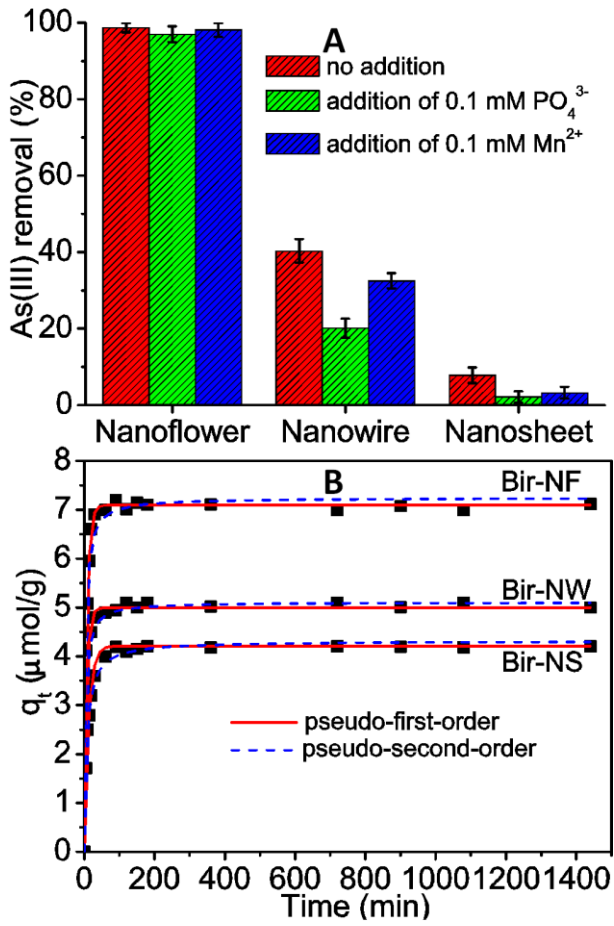 A
As(III) removal (%)
100
80
60
40
20
0
no addition
addition of 0.1 mM PO₄³⁻
addition of 0.1 mM Mn²⁺
Nanoflower Nanowire Nanosheet
B
qₜ (μmol/g)
8
7
6
5
4
3
2
1
0
Bir-NF
Bir-NW
Bir-NS
pseudo-first-order
pseudo-second-order
0 200 400 600 800 1000 1200 1400
Time (min)